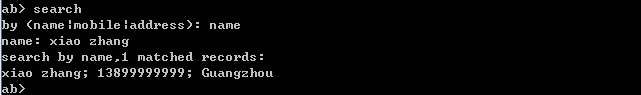 ab> search
by (name|mobile|address): name
name: xiao zhang
search by name,1 matched records:
xiao zhang; 13899999999; Guangzhou
ab>